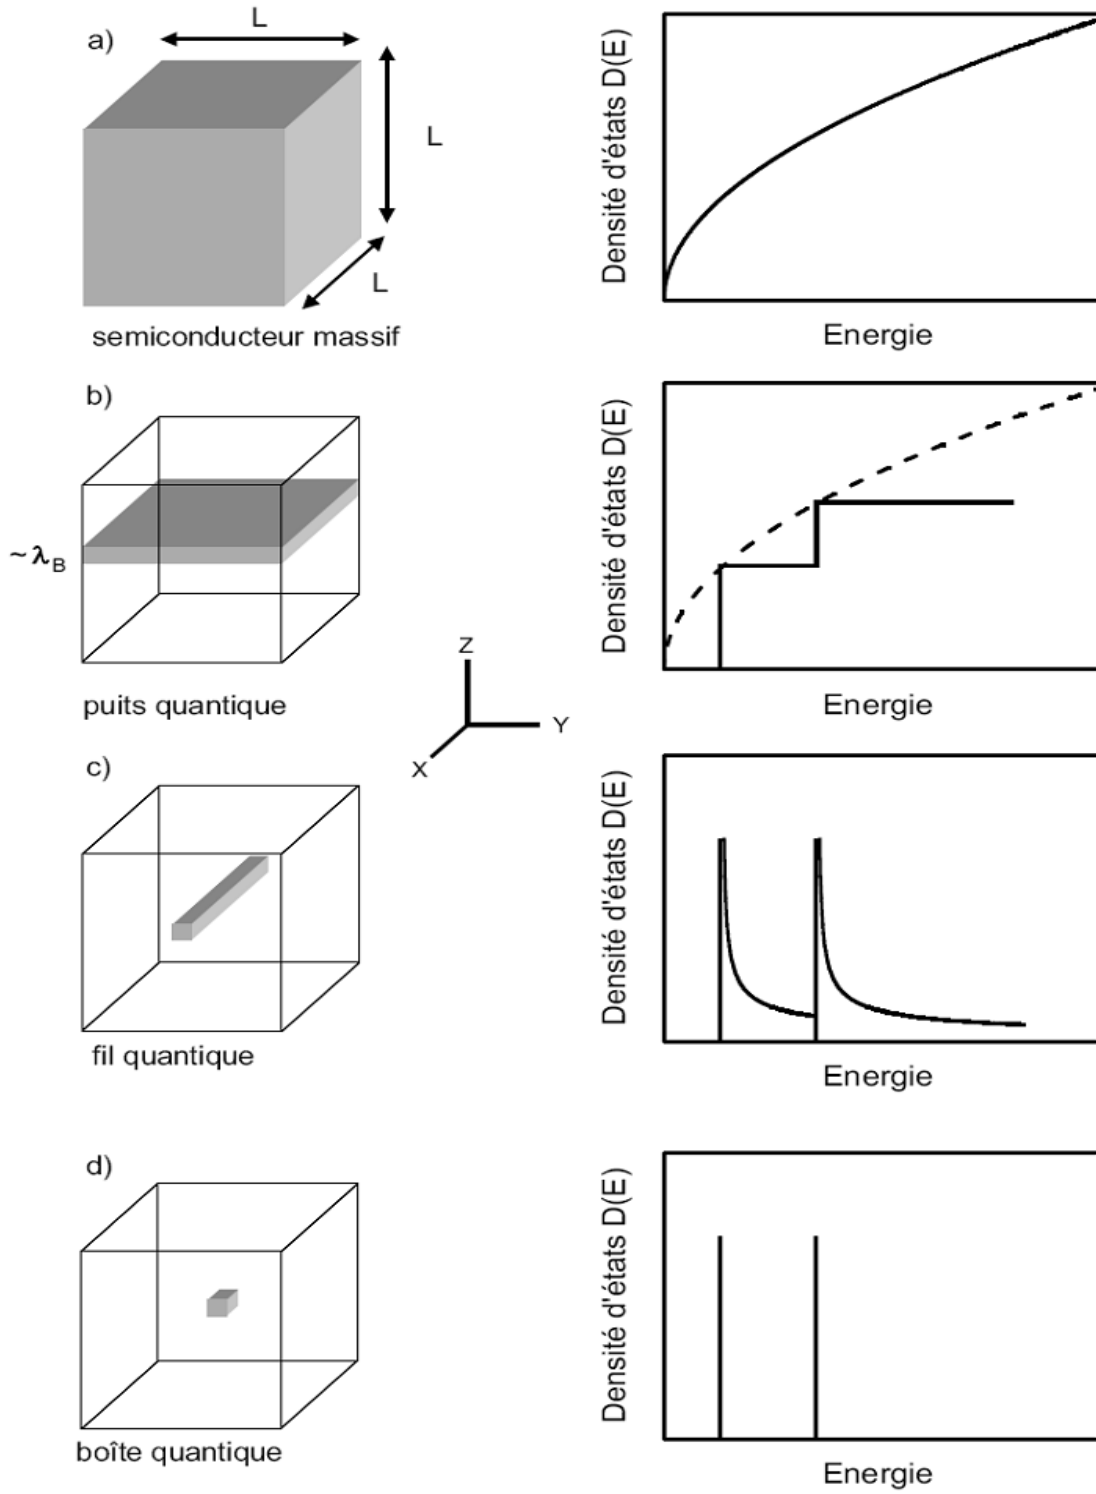 a)
L
L
L
semiconducteur massif
Densité d'états D(E)
Energie
b)
~λB
puits quantique
Densité d'états D(E)
Energie
Z
Y
X
c)
fil quantique
Densité d'états D(E)
Energie
d)
boîte quantique
Densité d'états D(E)
Energie